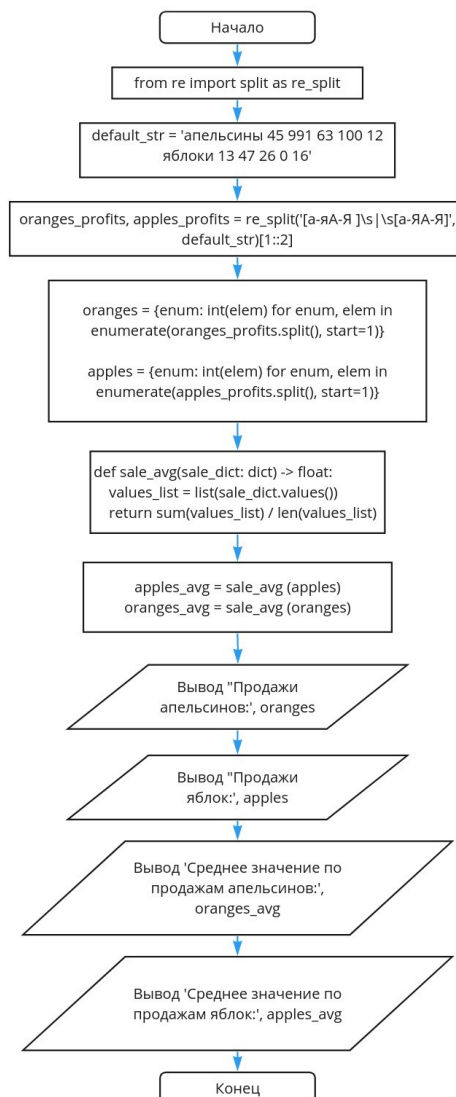 Начало
from re import split as re_split
default_str = 'апельсины 45 991 63 100 12
яблоки 13 47 26 0 16'
oranges_profits, apples_profits = re_split('[а-яА-Я ]\s|\s[а-яА-Я]',
default_str)[1::2]
oranges = {enum: int(elem) for enum, elem in
enumerate(oranges_profits.split(), start=1)}
apples = {enum: int(elem) for enum, elem in
enumerate(apples_profits.split(), start=1)}
def sale_avg(sale_dict: dict) -> float:
values_list = list(sale_dict.values())
return sum(values_list) / len(values_list)
apples_avg = sale_avg (apples)
oranges_avg = sale_avg (oranges)
Вывод "Продажи
апельсинов:', oranges
Вывод "Продажи
яблок:', apples
Вывод 'Среднее значение по
продажам апельсинов:',
oranges_avg
Вывод 'Среднее значение по
продажам яблок:', apples_avg
Конец